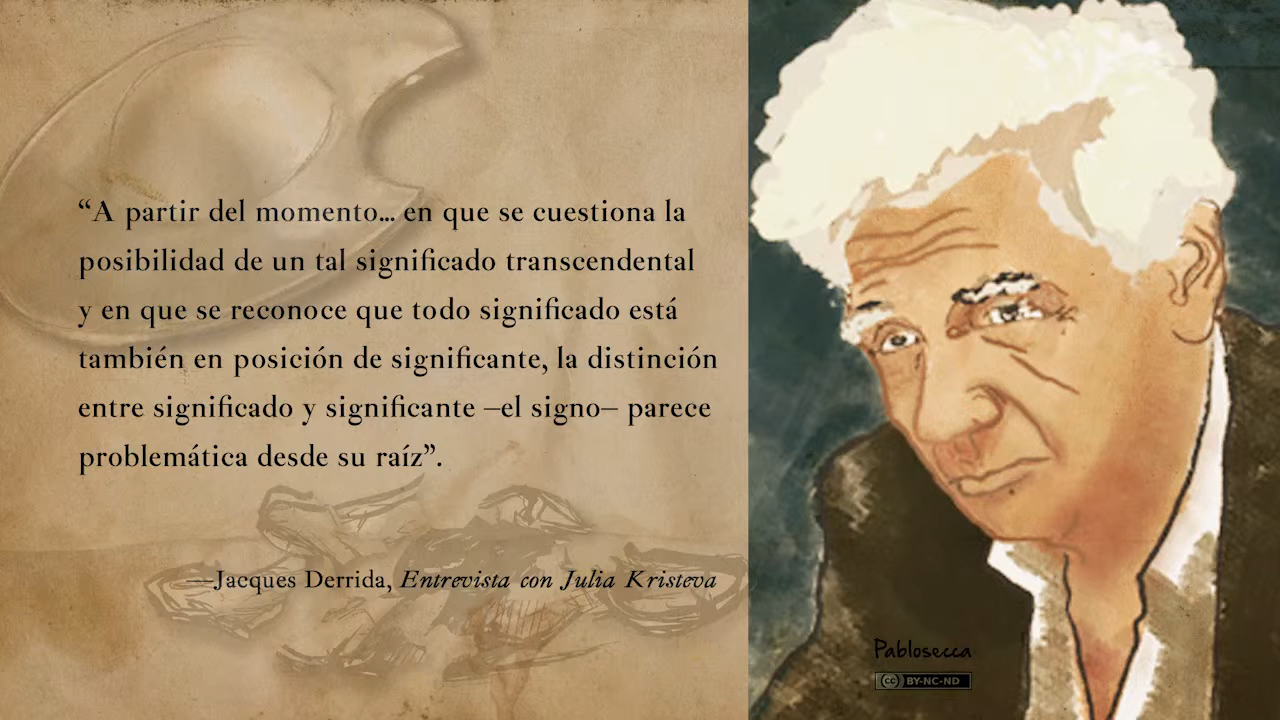 “A partir del momento... en que se cuestiona la
posibilidad de un tal significado transcendental
y en que se reconoce que todo significado está
también en posición de significante, la distinción
entre significado y significante –el signo– parece
problemática desde su raíz”.
—Jacques Derrida, Entrevista con Julia Kristeva
Pablosecca
cc BY-NC-ND